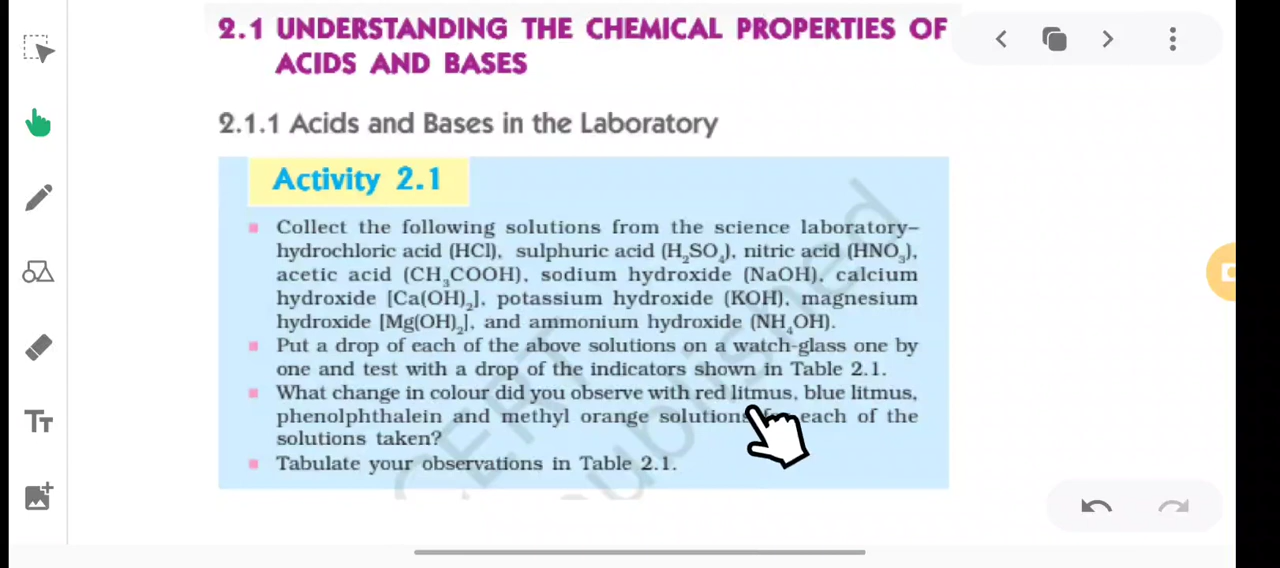 2.1 UNDERSTANDING THE CHEMICAL PROPERTIES OF
ACIDS AND BASES
2.1.1 Acids and Bases in the Laboratory
Activity 2.1
Collect the following solutions from the science laboratory–
hydrochloric acid (HCl), sulphuric acid (H₂SO₄), nitric acid (HNO₃),
acetic acid (CH₃COOH), sodium hydroxide (NaOH), calcium
hydroxide [Ca(OH)₂], potassium hydroxide (KOH), magnesium
hydroxide [Mg(OH)₂], and ammonium hydroxide (NH₄OH).
Put a drop of each of the above solutions on a watch-glass one by
one and test with a drop of the indicators shown in Table 2.1.
What change in colour did you observe with red litmus, blue litmus,
phenolphthalein and methyl orange solutions each of the
solutions taken?
Tabulate your observations in Table 2.1.
TT